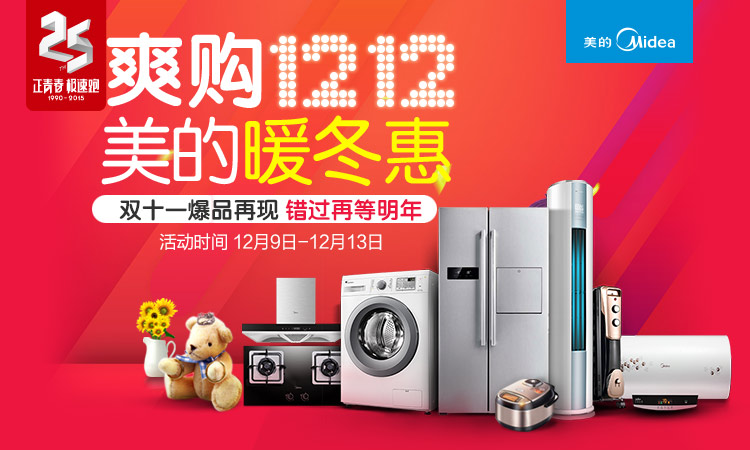 25
TH
正青春 极速跑
1990-2015
美的 Midea
爽购1212
美的暖冬惠
双十一爆品再现 错过再等明年
活动时间 12月9日-12月13日
Midea